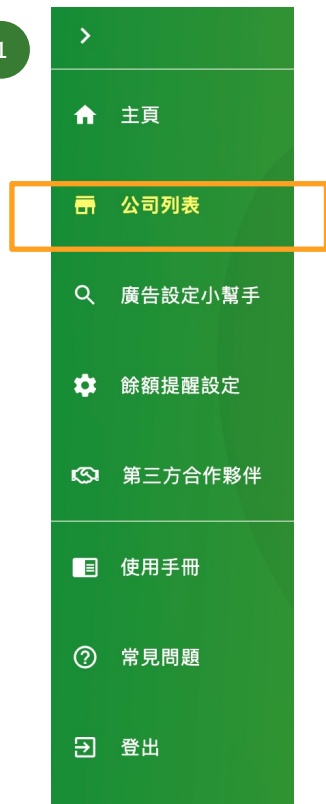 1
主頁
公司列表
廣告設定小幫手
餘額提醒設定
第三方合作夥伴
使用手冊
常見問題
登出